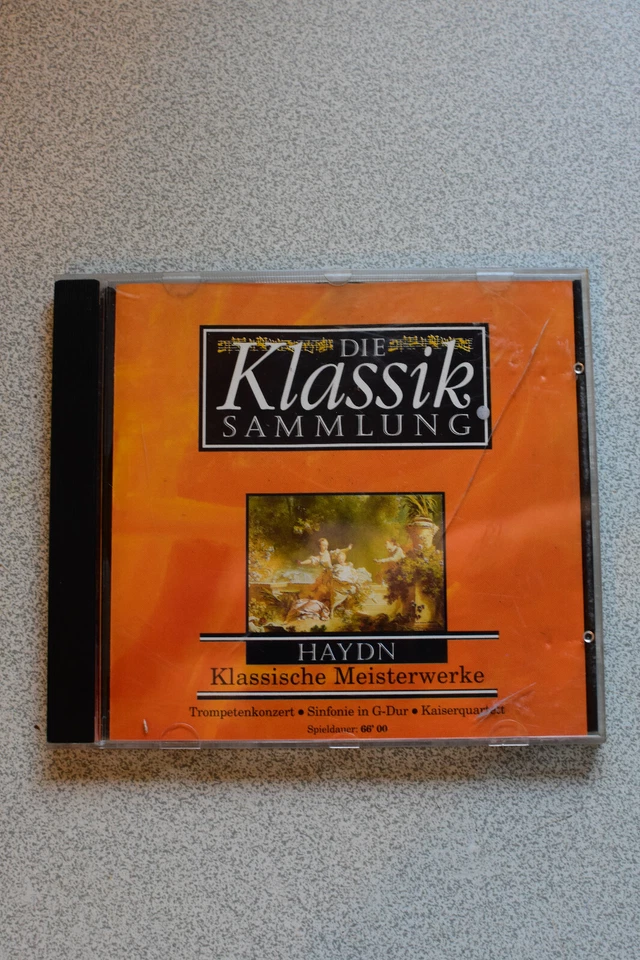 DIE
Klassik
SAMMLUNG
HAYDN
Klassische Meisterwerke
Trompetenkonzert ● Sinfonie in G-Dur ● Kaiserquartett
Spieldauer: 66' 00